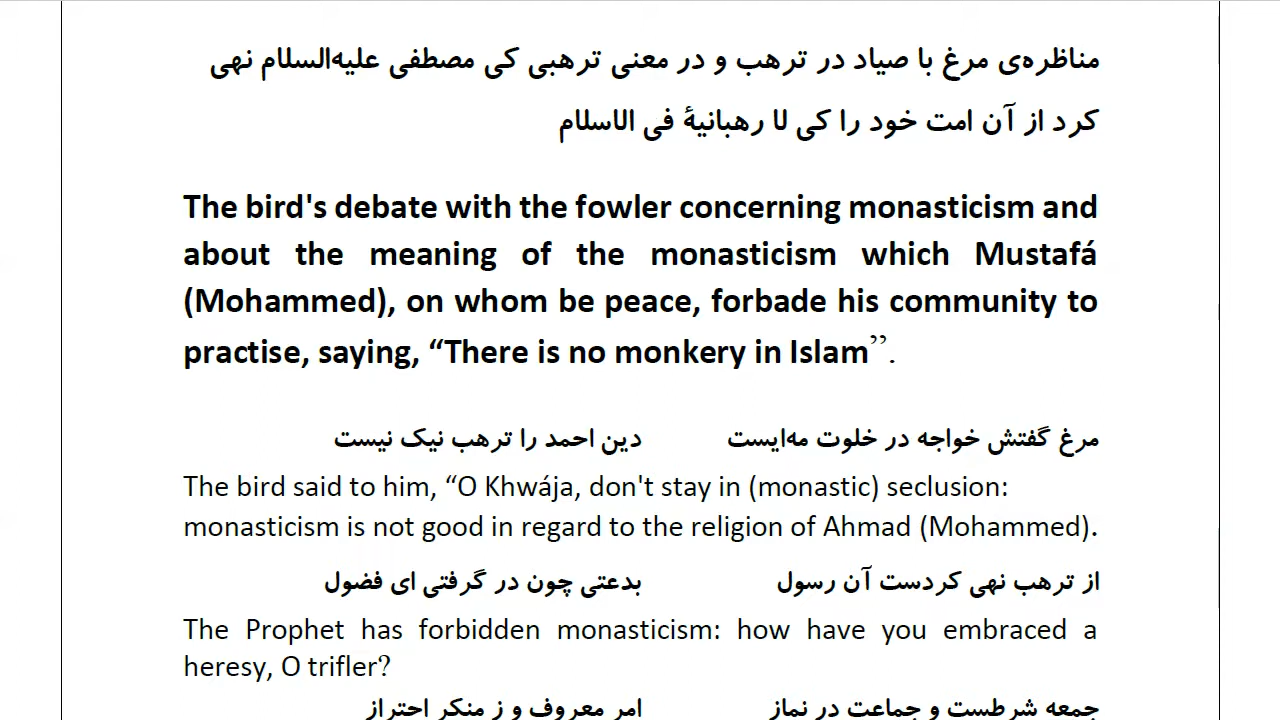 مناظره‌ی مرغ با صیاد در ترهب و در معنی ترهبی کی مصطفی علیه‌السلام نهی
کرد از آن امت خود را کی لا رهبانیهٔ فی الاسلام
The bird's debate with the fowler concerning monasticism and
about the meaning of the monasticism which Mustafá
(Mohammed), on whom be peace, forbade his community to
practise, saying, “There is no monkery in Islam”.
مرغ گفتش خواجه در خلوت مه‌ایست دین احمد را ترهب نیک نیست
The bird said to him, “O Khwája, don't stay in (monastic) seclusion:
monasticism is not good in regard to the religion of Ahmad (Mohammed).
از ترهب نهی کردست آن رسول بدعتی چون در گرفتی ای فضول
The Prophet has forbidden monasticism: how have you embraced a
heresy, O trifler?
جمعه شرطست و جماعت در نماز امر معروف و ز منکر احتراز